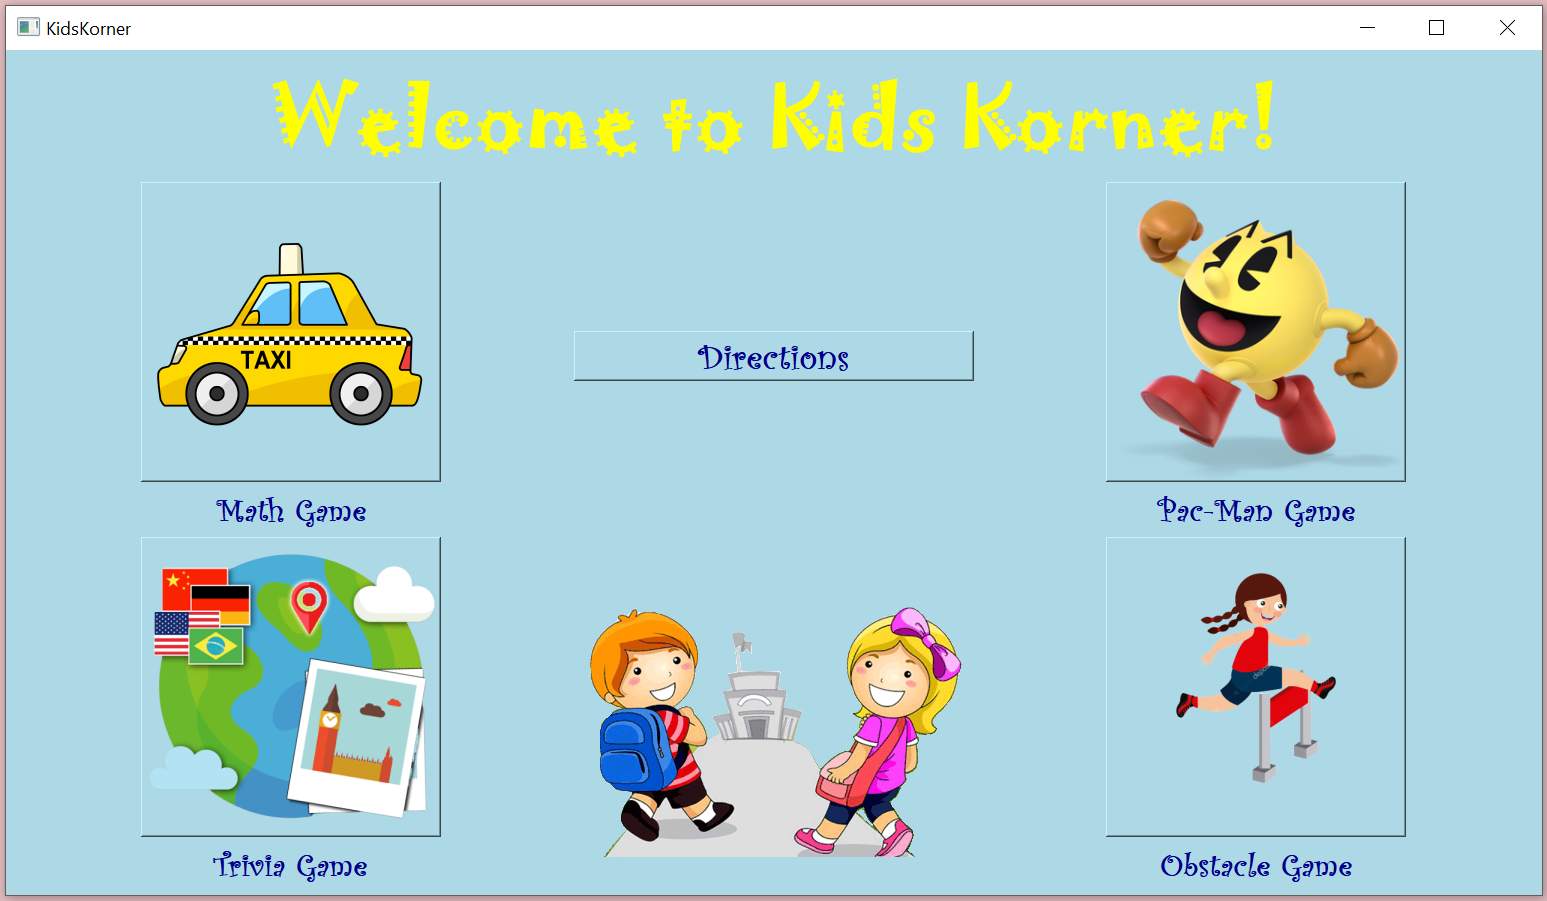 KidsKorner
Welcome to Kids Korner!
TAXI
Directions
Math Game
Pac-Man Game
Trivia Game
Obstacle Game